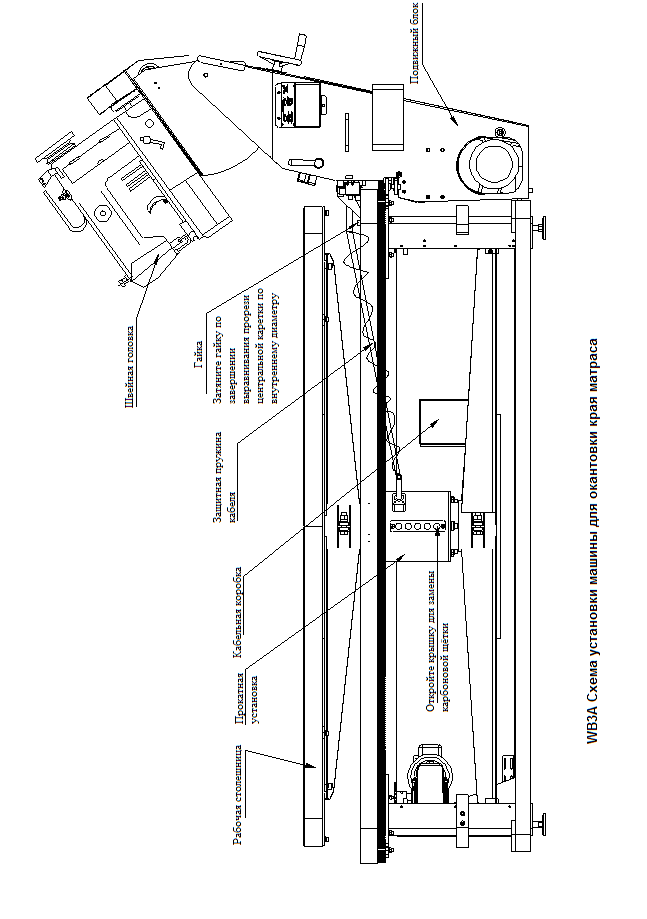 Подвижный блок
Швейная головка
Гайка
Затяните гайку по
завершении
выравнивания прорези
центральной каретки по
внутреннему диаметру
Защитная пружина
кабеля
Кабельная коробка
Прокатная
установка
Рабочая столешница
Откройте крышку для замены
карбоновой щётки
WB3A Схема установки машины для окантовки края матраса